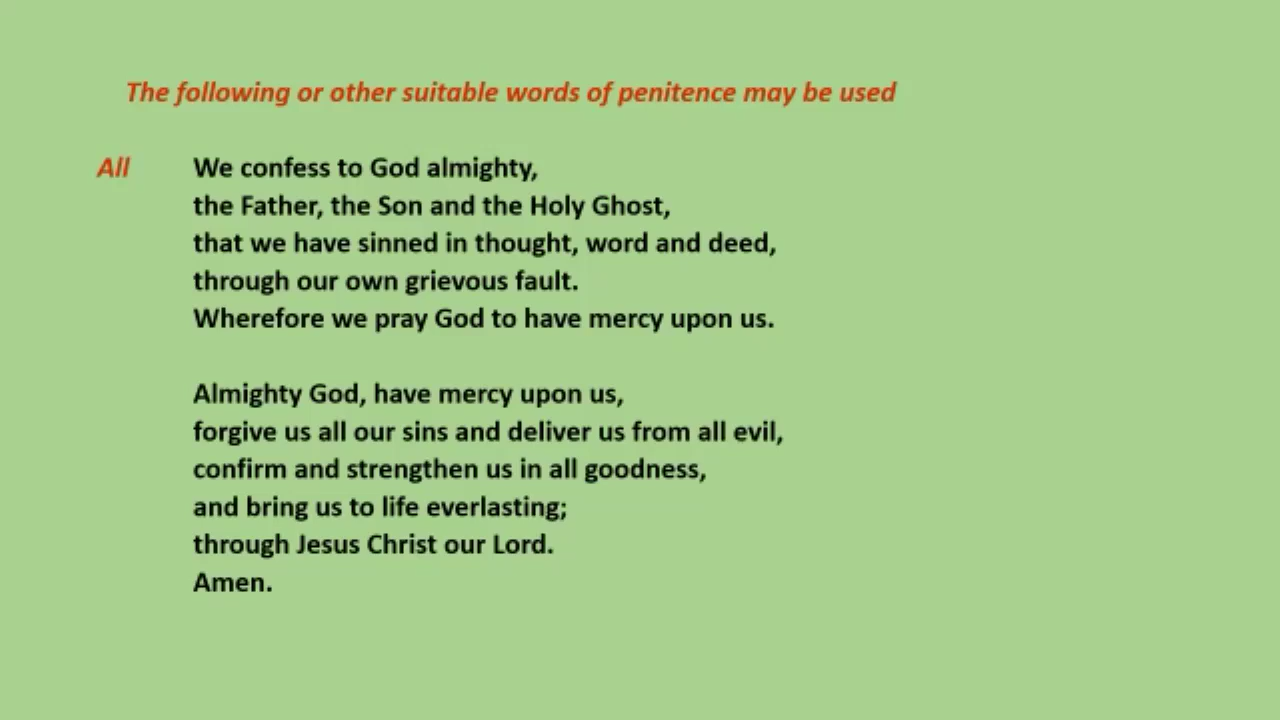 The following or other suitable words of penitence may be used
All We confess to God almighty,
the Father, the Son and the Holy Ghost,
that we have sinned in thought, word and deed,
through our own grievous fault.
Wherefore we pray God to have mercy upon us.
Almighty God, have mercy upon us,
forgive us all our sins and deliver us from all evil,
confirm and strengthen us in all goodness,
and bring us to life everlasting;
through Jesus Christ our Lord.
Amen.